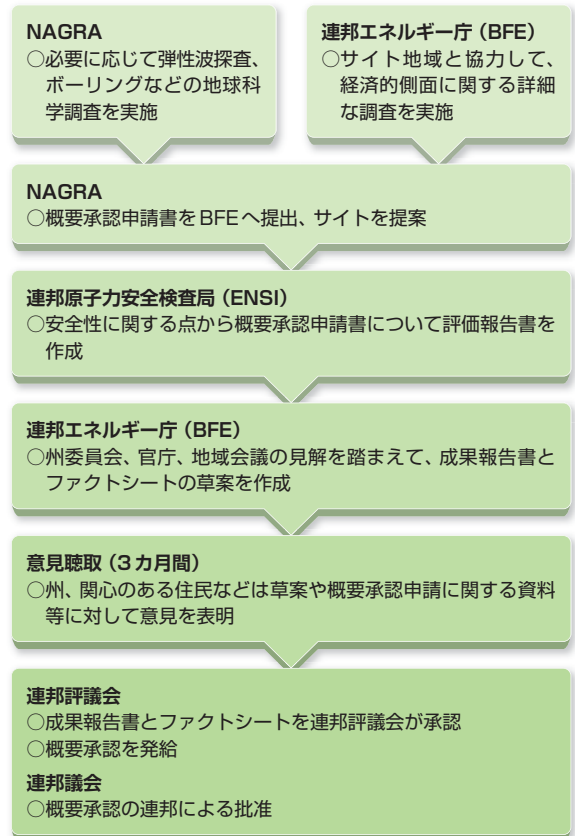 NAGRA
○必要に応じて弾性波探査、
ボーリングなどの地球科
学調査を実施
連邦エネルギー庁（BFE）
○サイト地域と協力して、
経済的側面に関する詳細
な調査を実施
NAGRA
○概要承認申請書をBFEへ提出、サイトを提案
連邦原子力安全検査局（ENSI）
○安全性に関する点から概要承認申請書について評価報告書を
作成
連邦エネルギー庁（BFE）
○州委員会、官庁、地域会議の見解を踏まえて、成果報告書と
ファクトシートの草案を作成
意見聴取（3カ月間）
○州、関心のある住民などは草案や概要承認申請に関する資料
等に対して意見を表明
連邦評議会
○成果報告書とファクトシートを連邦評議会が承認
○概要承認を発給
連邦議会
○概要承認の連邦による批准